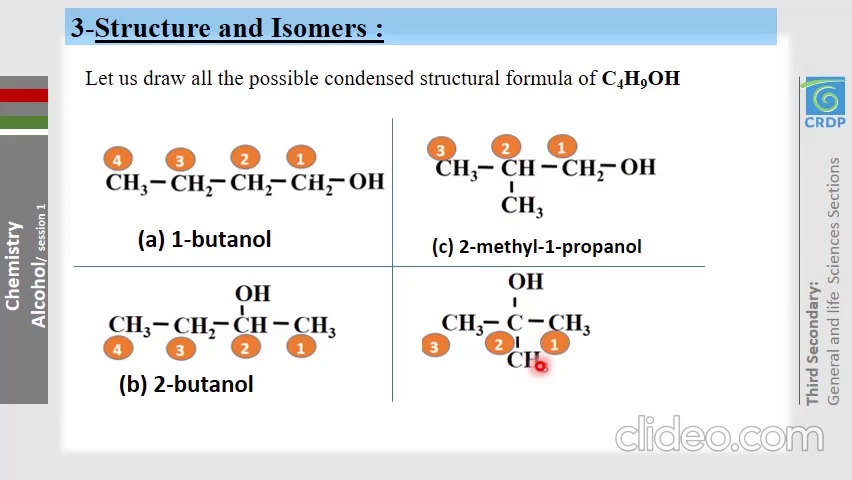 3-Structure and Isomers :
Let us draw all the possible condensed structural formula of C₄H₉OH
4 3 2 1
CH₃–CH₂–CH₂–CH₂–OH
(a) 1-butanol
3 2 1
CH₃–CH–CH₂–OH
CH₃
(c) 2-methyl-1-propanol
OH
CH₃–CH₂–CH–CH₃
4 3 2 1
(b) 2-butanol
OH
CH₃–C–CH₃
3 2 1
CH₃
Chemistry
Alcohol/ session 1
CRDP
Third Secondary:
General and life Sciences Sections
clideo.com